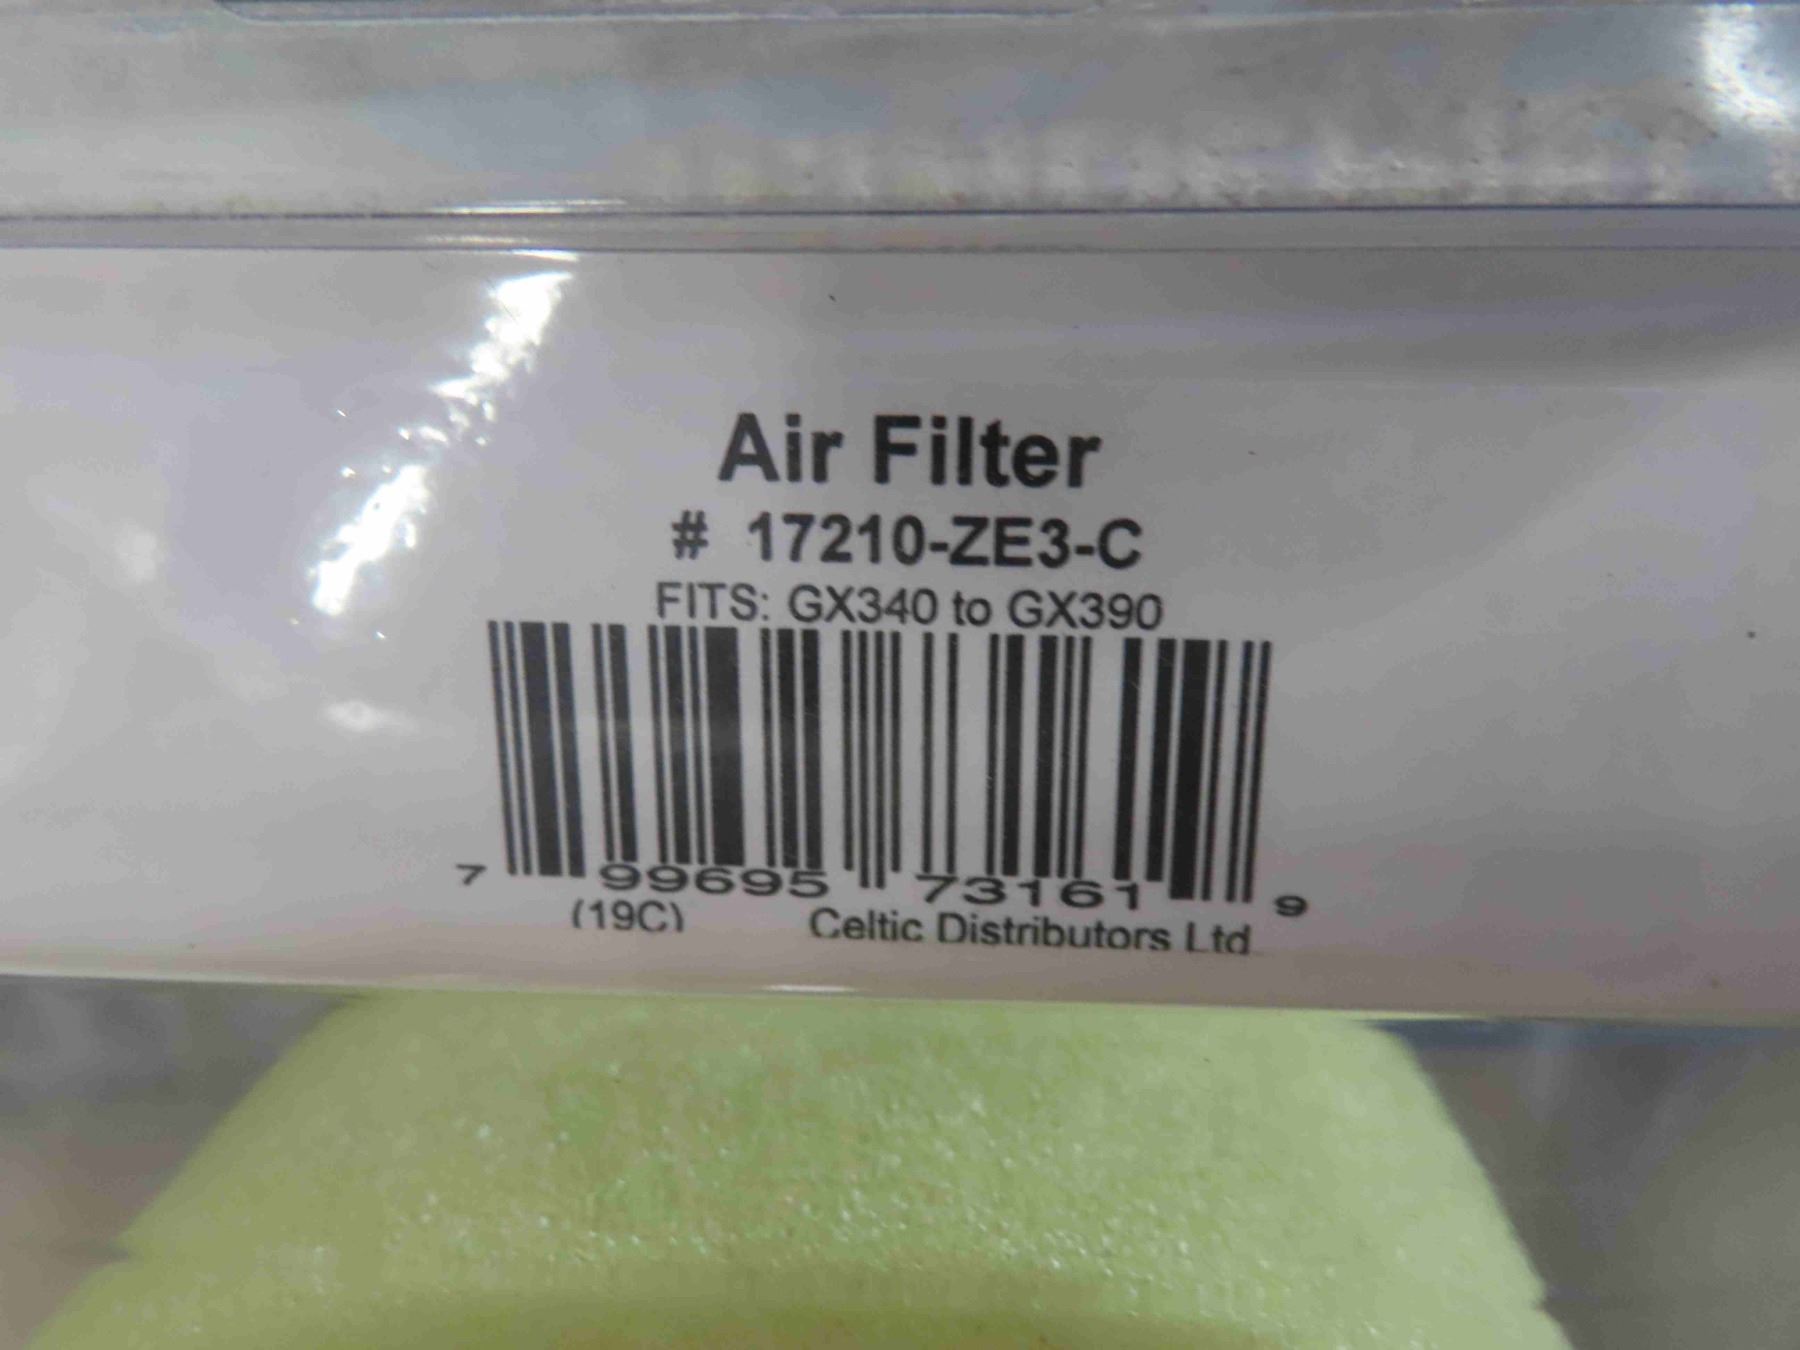 Air Filter
# 17210-ZE3-C
FITS: GX340 to GX390
7 99695 73161 9
(19C) Celtic Distributors Ltd